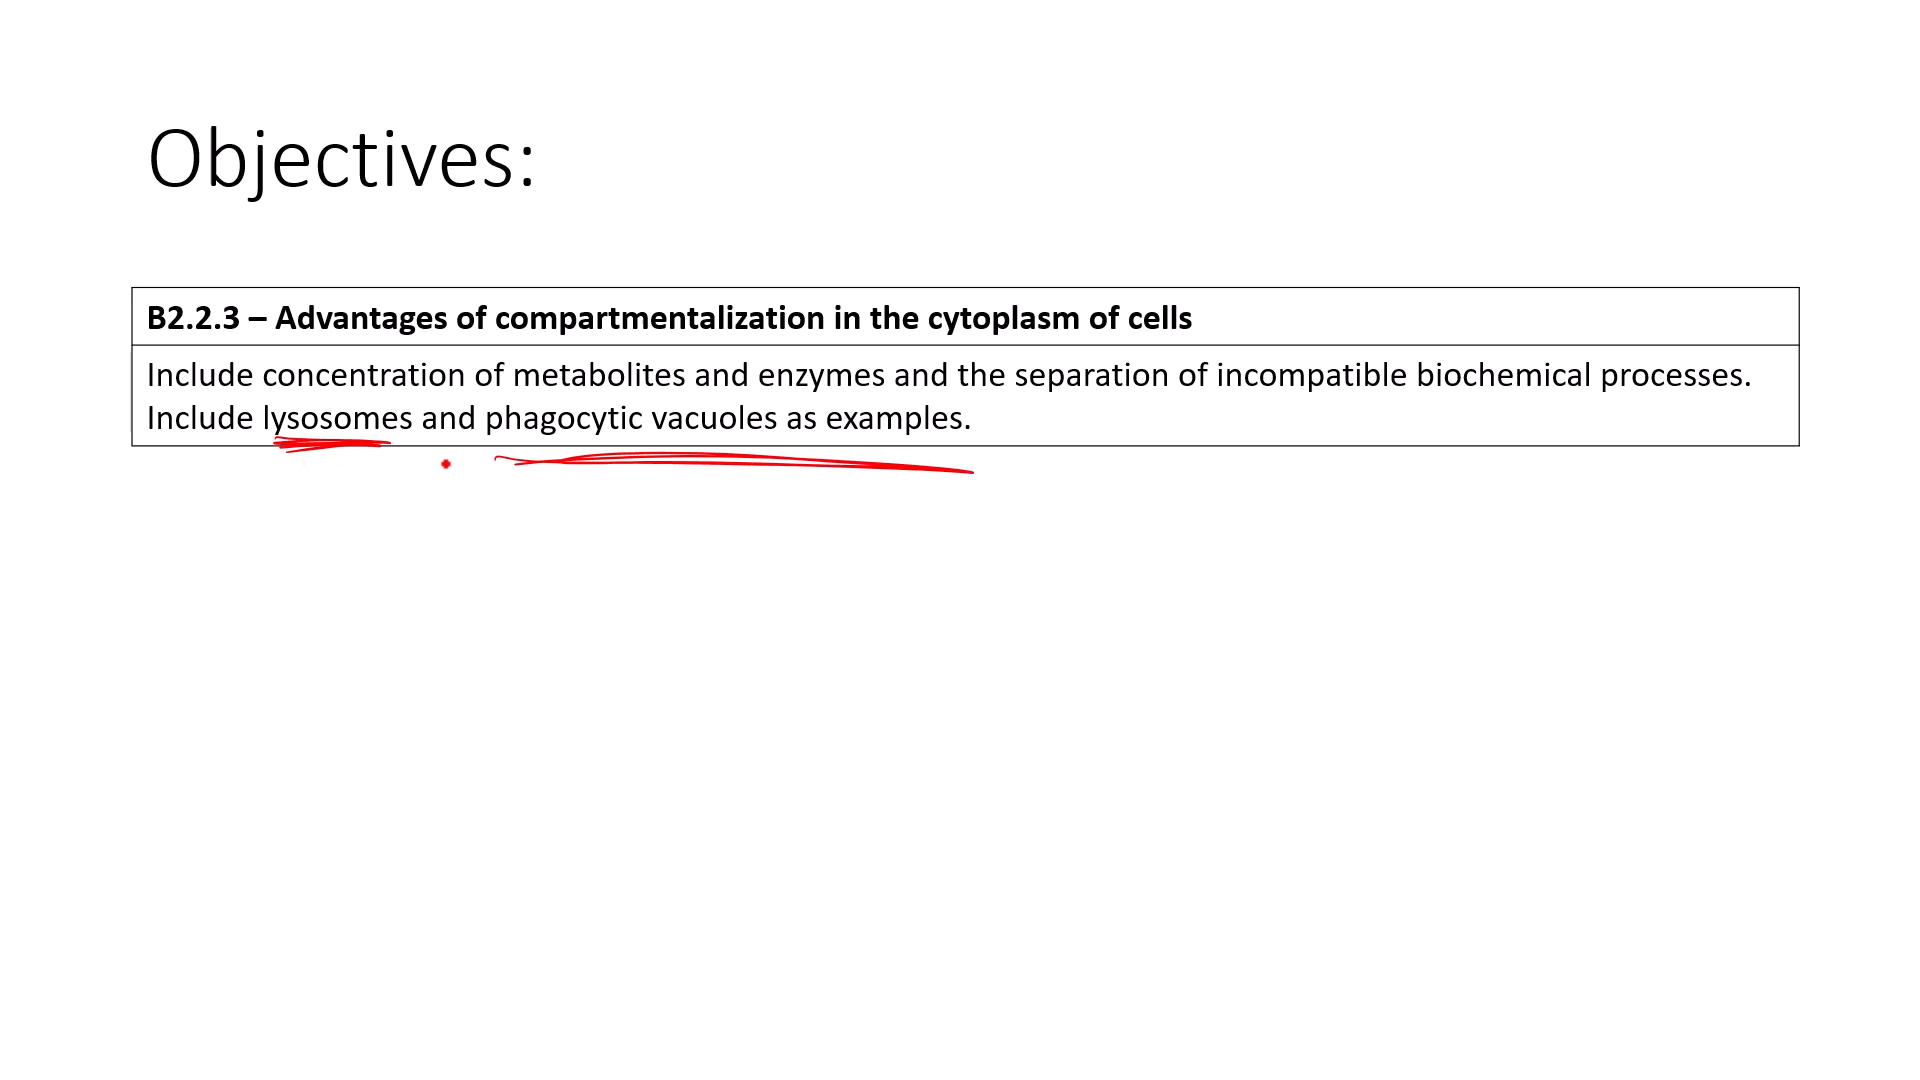 Objectives:
B2.2.3 – Advantages of compartmentalization in the cytoplasm of cells
Include concentration of metabolites and enzymes and the separation of incompatible biochemical processes.
Include lysosomes and phagocytic vacuoles as examples.